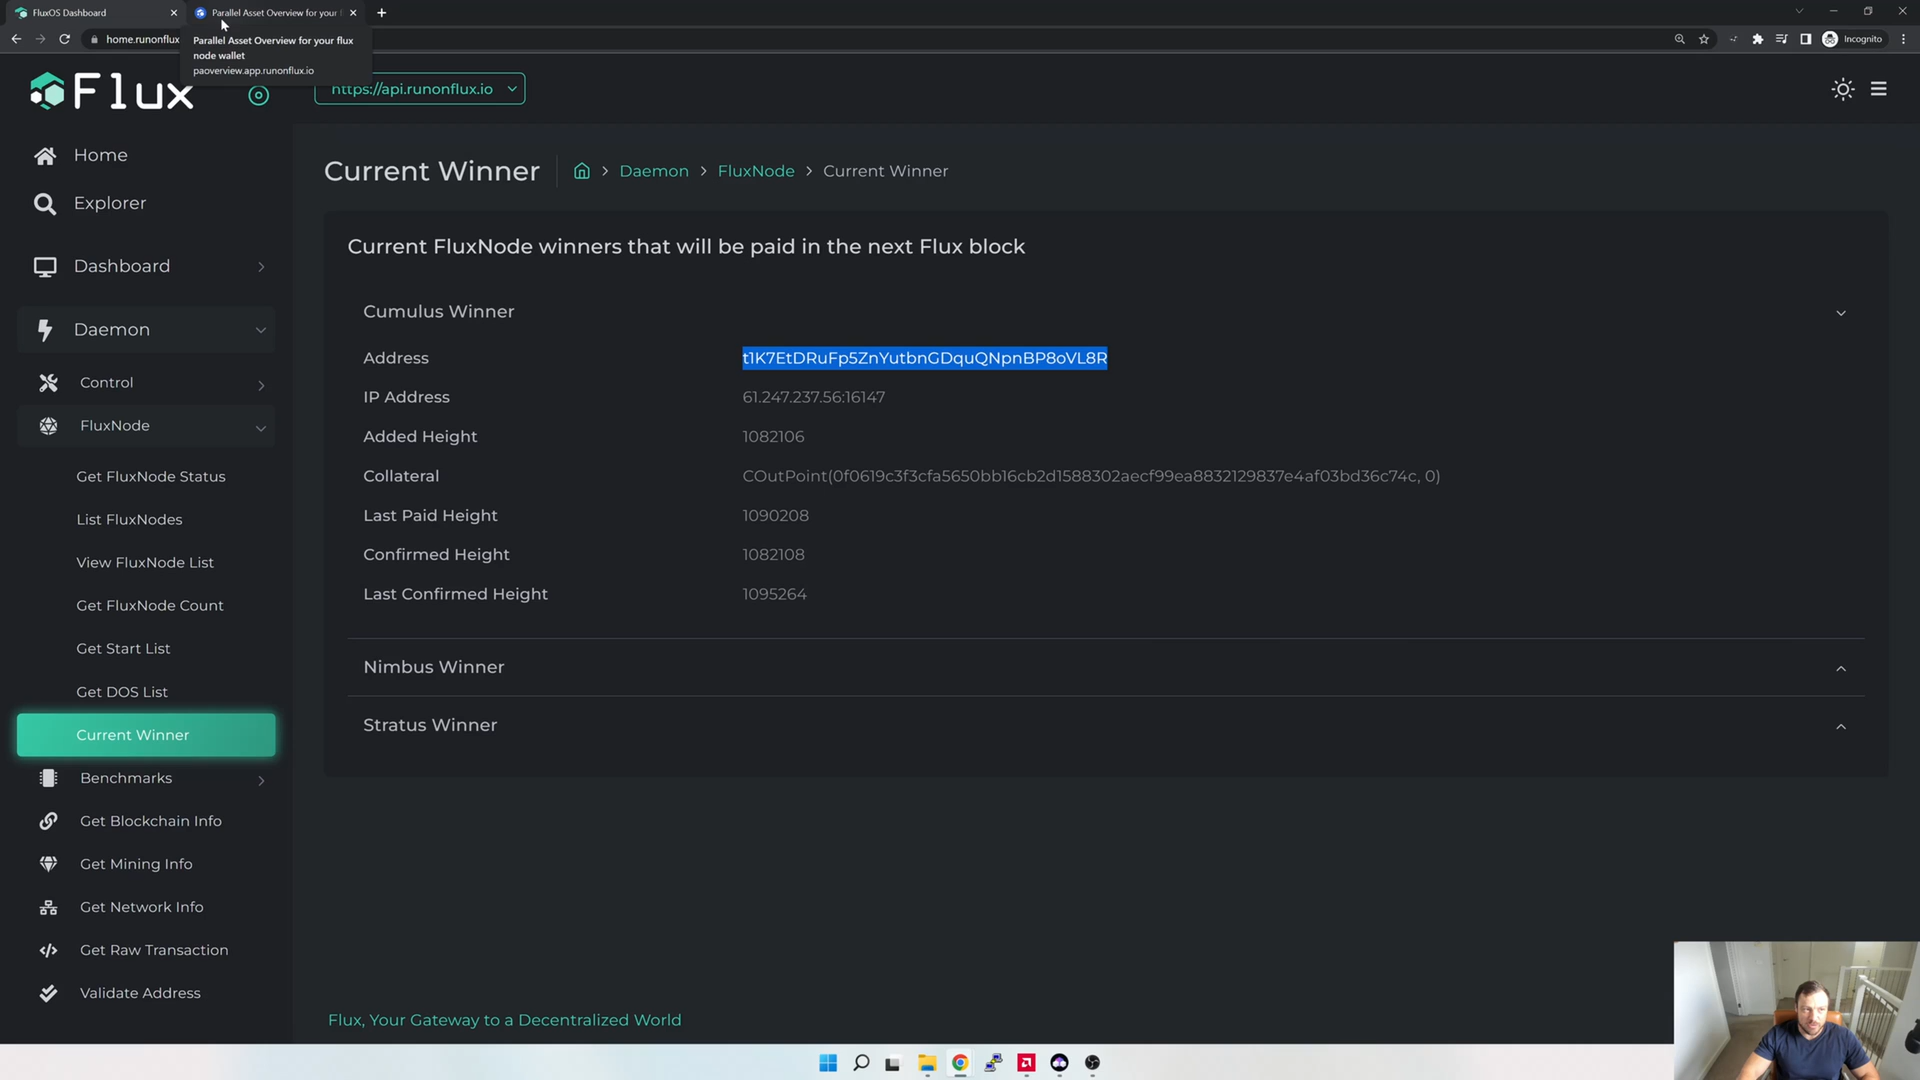 FluxOS Dashboard
Parallel Asset Overview for your f
home.runonflux
Incognito
Parallel Asset Overview for your flux
node wallet
paoverview.app.runonflux.io
Flux
https://api.runonflux.io
Home
Explorer
Dashboard
Daemon
Control
FluxNode
Get FluxNode Status
List FluxNodes
View FluxNode List
Get FluxNode Count
Get Start List
Get DOS List
Current Winner
Benchmarks
Get Blockchain Info
Get Mining Info
Get Network Info
Get Raw Transaction
Validate Address
Current Winner
Daemon
FluxNode
Current Winner
Current FluxNode winners that will be paid in the next Flux block
Cumulus Winner
Address t1K7EtDRuFp5ZnYutbnGDquQNpnBP8oVL8R
IP Address 61.247.237.56:16147
Added Height 1082106
Collateral COutPoint(0f0619c3f3cfa5650bb16cb2d1588302aecf99ea8832129837e4af03bd36c74c, 0)
Last Paid Height 1090208
Confirmed Height 1082108
Last Confirmed Height 1095264
Nimbus Winner
Stratus Winner
Flux, Your Gateway to a Decentralized World